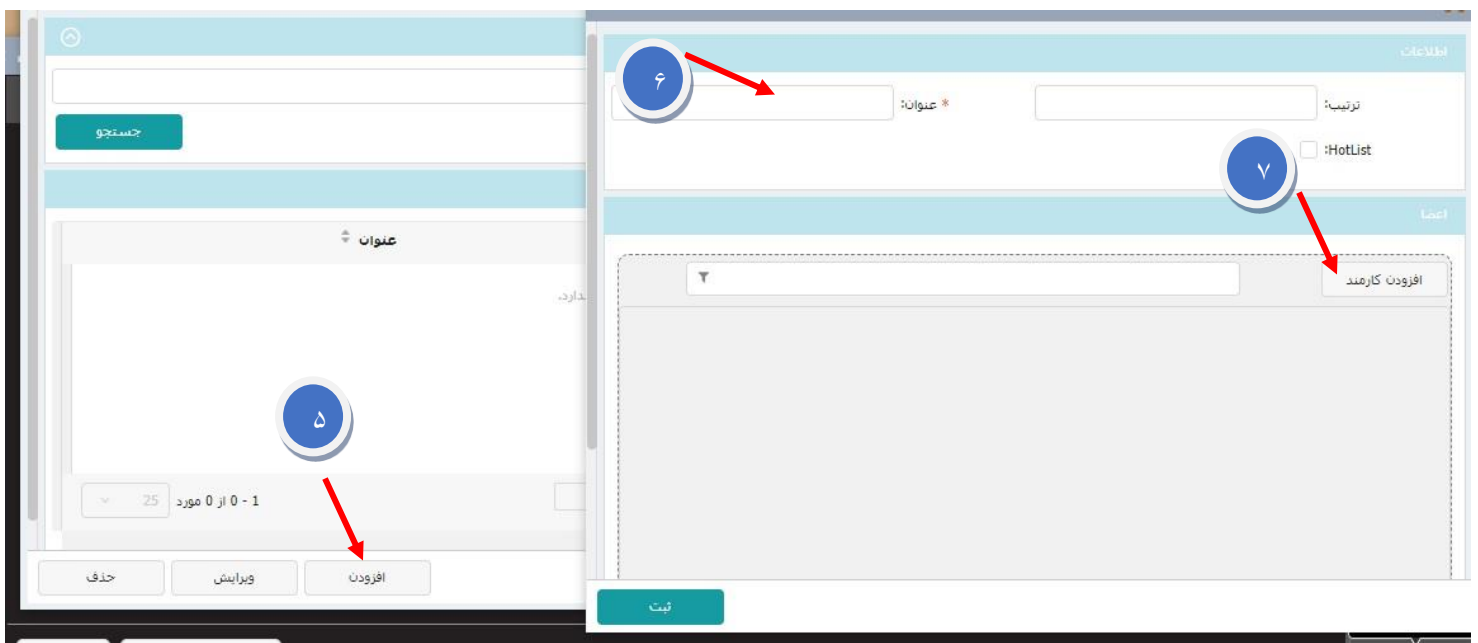 اطلاعات
ترتیب:
* عنوان:
HotList:
اعضا
افزودن کارمند
ثبت
۶
۷
جستجو
عنوان
1 - 0 از 0 مورد
25
۵
افزودن
ویرایش
حذف